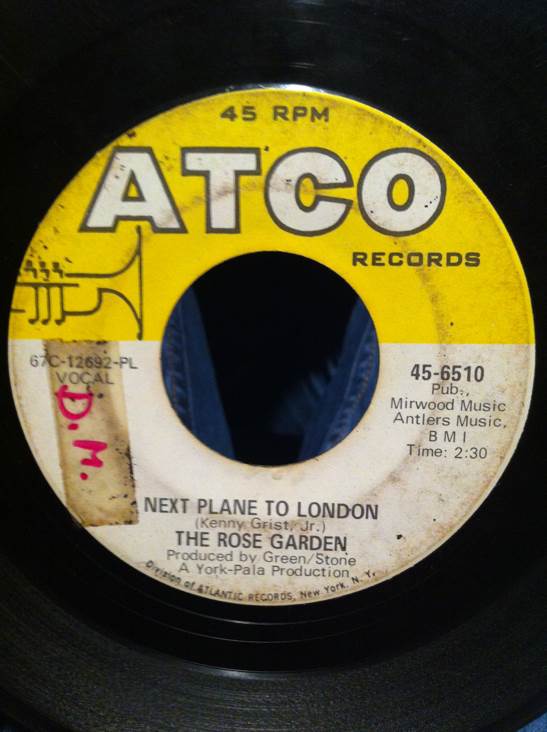 45 RPM
ATCO
RECORDS
67C-12692-PL
VOCAL
D. M.
45-6510
Pub.,
Mirwood Music
Antlers Music,
BMI
Time: 2:30
NEXT PLANE TO LONDON
(Kenny Grist, Jr.)
THE ROSE GARDEN
Produced by Green/Stone
A York-Pala Production
Division of ATLANTIC RECORDS, New York, N. Y.